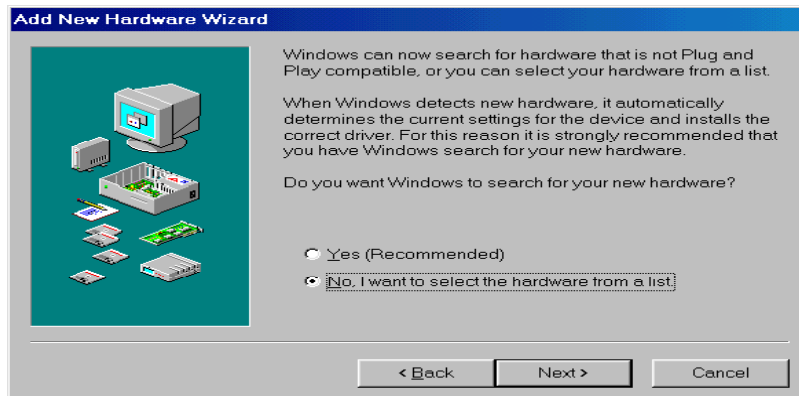 Add New Hardware Wizard
Windows can now search for hardware that is not Plug and
Play compatible, or you can select your hardware from a list.
When Windows detects new hardware, it automatically
determines the current settings for the device and installs the
correct driver. For this reason it is strongly recommended that
you have Windows search for your new hardware.
Do you want Windows to search for your new hardware?
Yes (Recommended)
No, I want to select the hardware from a list.
< Back
Next >
Cancel